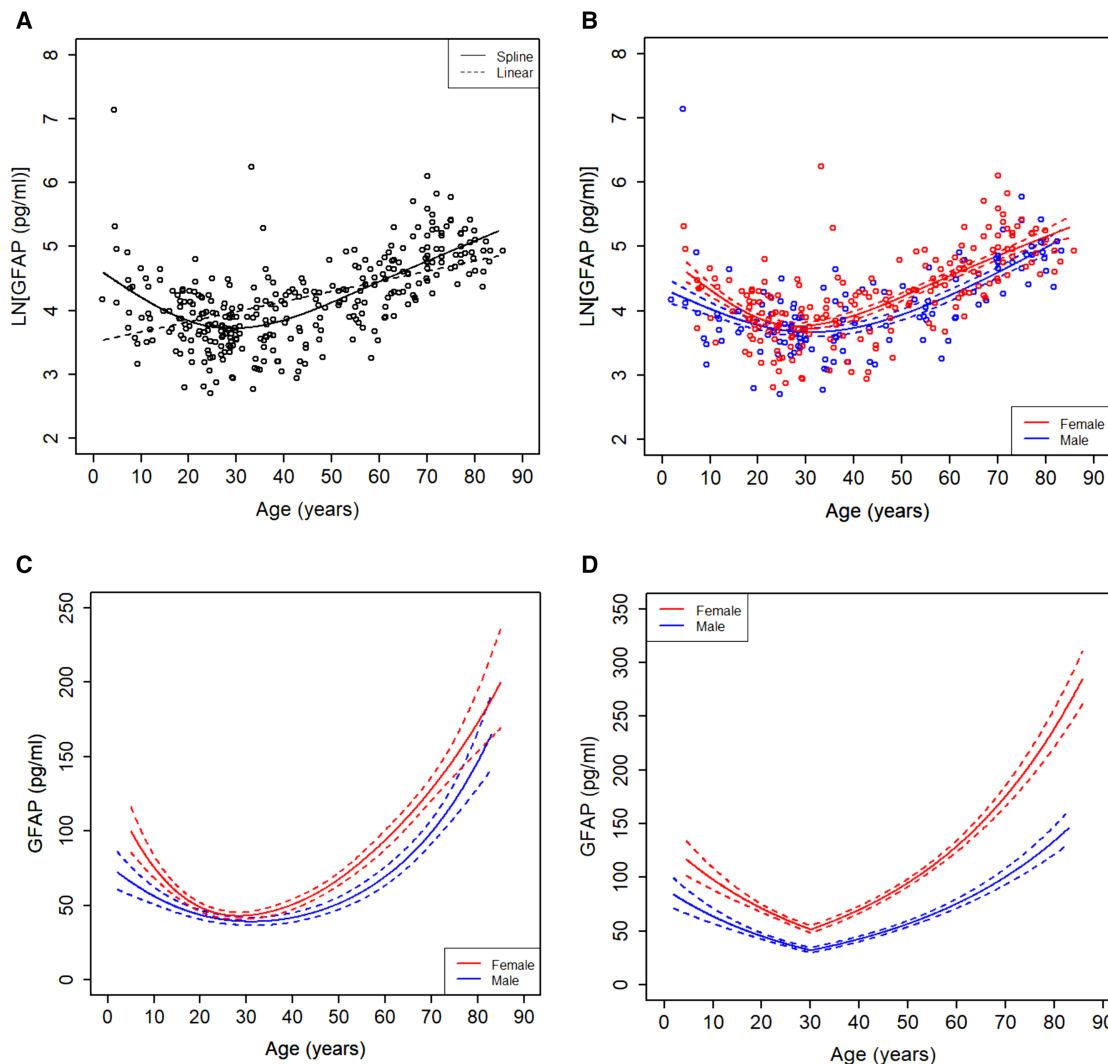 A
8
7
6
5
4
3
2
LN[GFAP (pg/ml)]
Spline
Linear
0 10 20 30 40 50 60 70 80 90
Age (years)
B
8
7
6
5
4
3
2
LN[GFAP (pg/ml)]
Female
Male
0 10 20 30 40 50 60 70 80 90
Age (years)
C
250
200
150
100
50
0
GFAP (pg/ml)
Female
Male
0 10 20 30 40 50 60 70 80 90
Age (years)
D
350
300
250
200
150
100
50
0
GFAP (pg/ml)
Female
Male
0 10 20 30 40 50 60 70 80 90
Age (years)